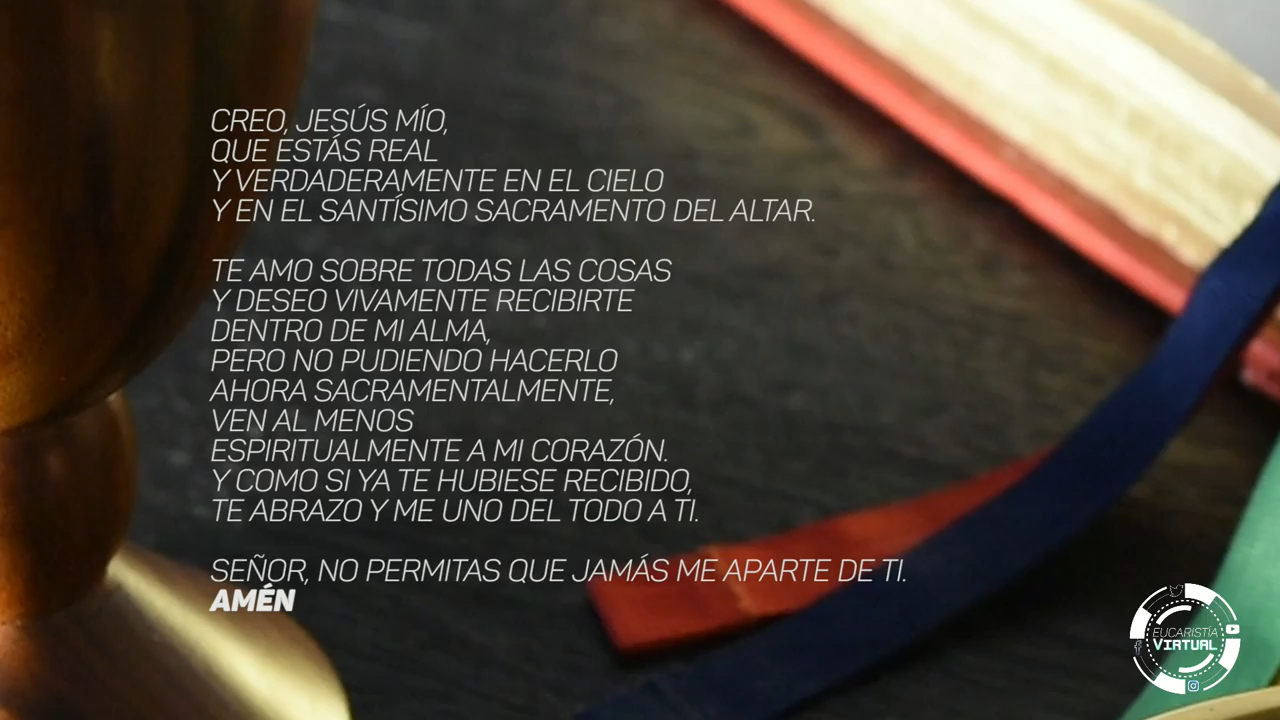 CREO, JESÚS MÍO,
QUE ESTÁS REAL
Y VERDADERAMENTE EN EL CIELO
Y EN EL SANTÍSIMO SACRAMENTO DEL ALTAR.
TE AMO SOBRE TODAS LAS COSAS
Y DESEO VIVAMENTE RECIBIRTE
DENTRO DE MI ALMA,
PERO NO PUDIENDO HACERLO
AHORA SACRAMENTALMENTE,
VEN AL MENOS
ESPIRITUALMENTE A MI CORAZÓN.
Y COMO SI YA TE HUBIESE RECIBIDO,
TE ABRAZO Y ME UNO DEL TODO A TI.
SEÑOR, NO PERMITAS QUE JAMÁS ME APARTE DE TI.
AMÉN
EUCARISTÍA
VIRTUAL